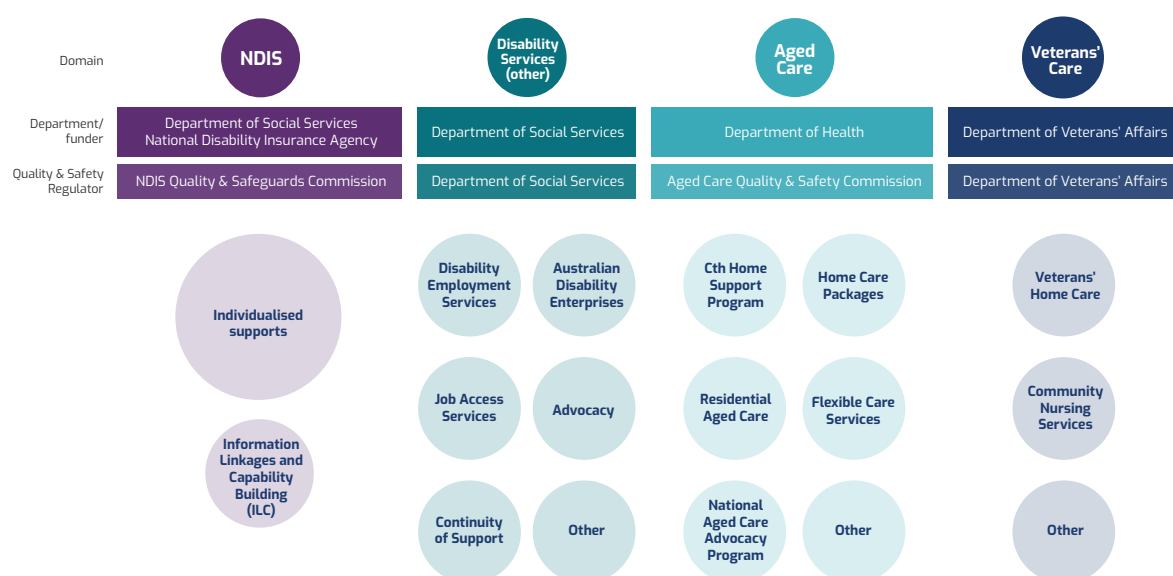 Domain
NDIS
Disability
Services
(other)
Aged
Care
Veterans'
Care
Department/
funder
Department of Social Services
National Disability Insurance Agency
Department of Social Services
Department of Health
Department of Veterans' Affairs
Quality & Safety
Regulator
NDIS Quality & Safeguards Commission
Department of Social Services
Aged Care Quality & Safety Commission
Department of Veterans' Affairs
Individualised
supports
Information
Linkages and
Capability
Building
(ILC)
Disability
Employment
Services
Australian
Disability
Enterprises
Job Access
Services
Advocacy
Continuity
of Support
Other
Cth Home
Support
Program
Home Care
Packages
Residential
Aged Care
Flexible Care
Services
National
Aged Care
Advocacy
Program
Other
Veterans'
Home Care
Community
Nursing
Services
Other